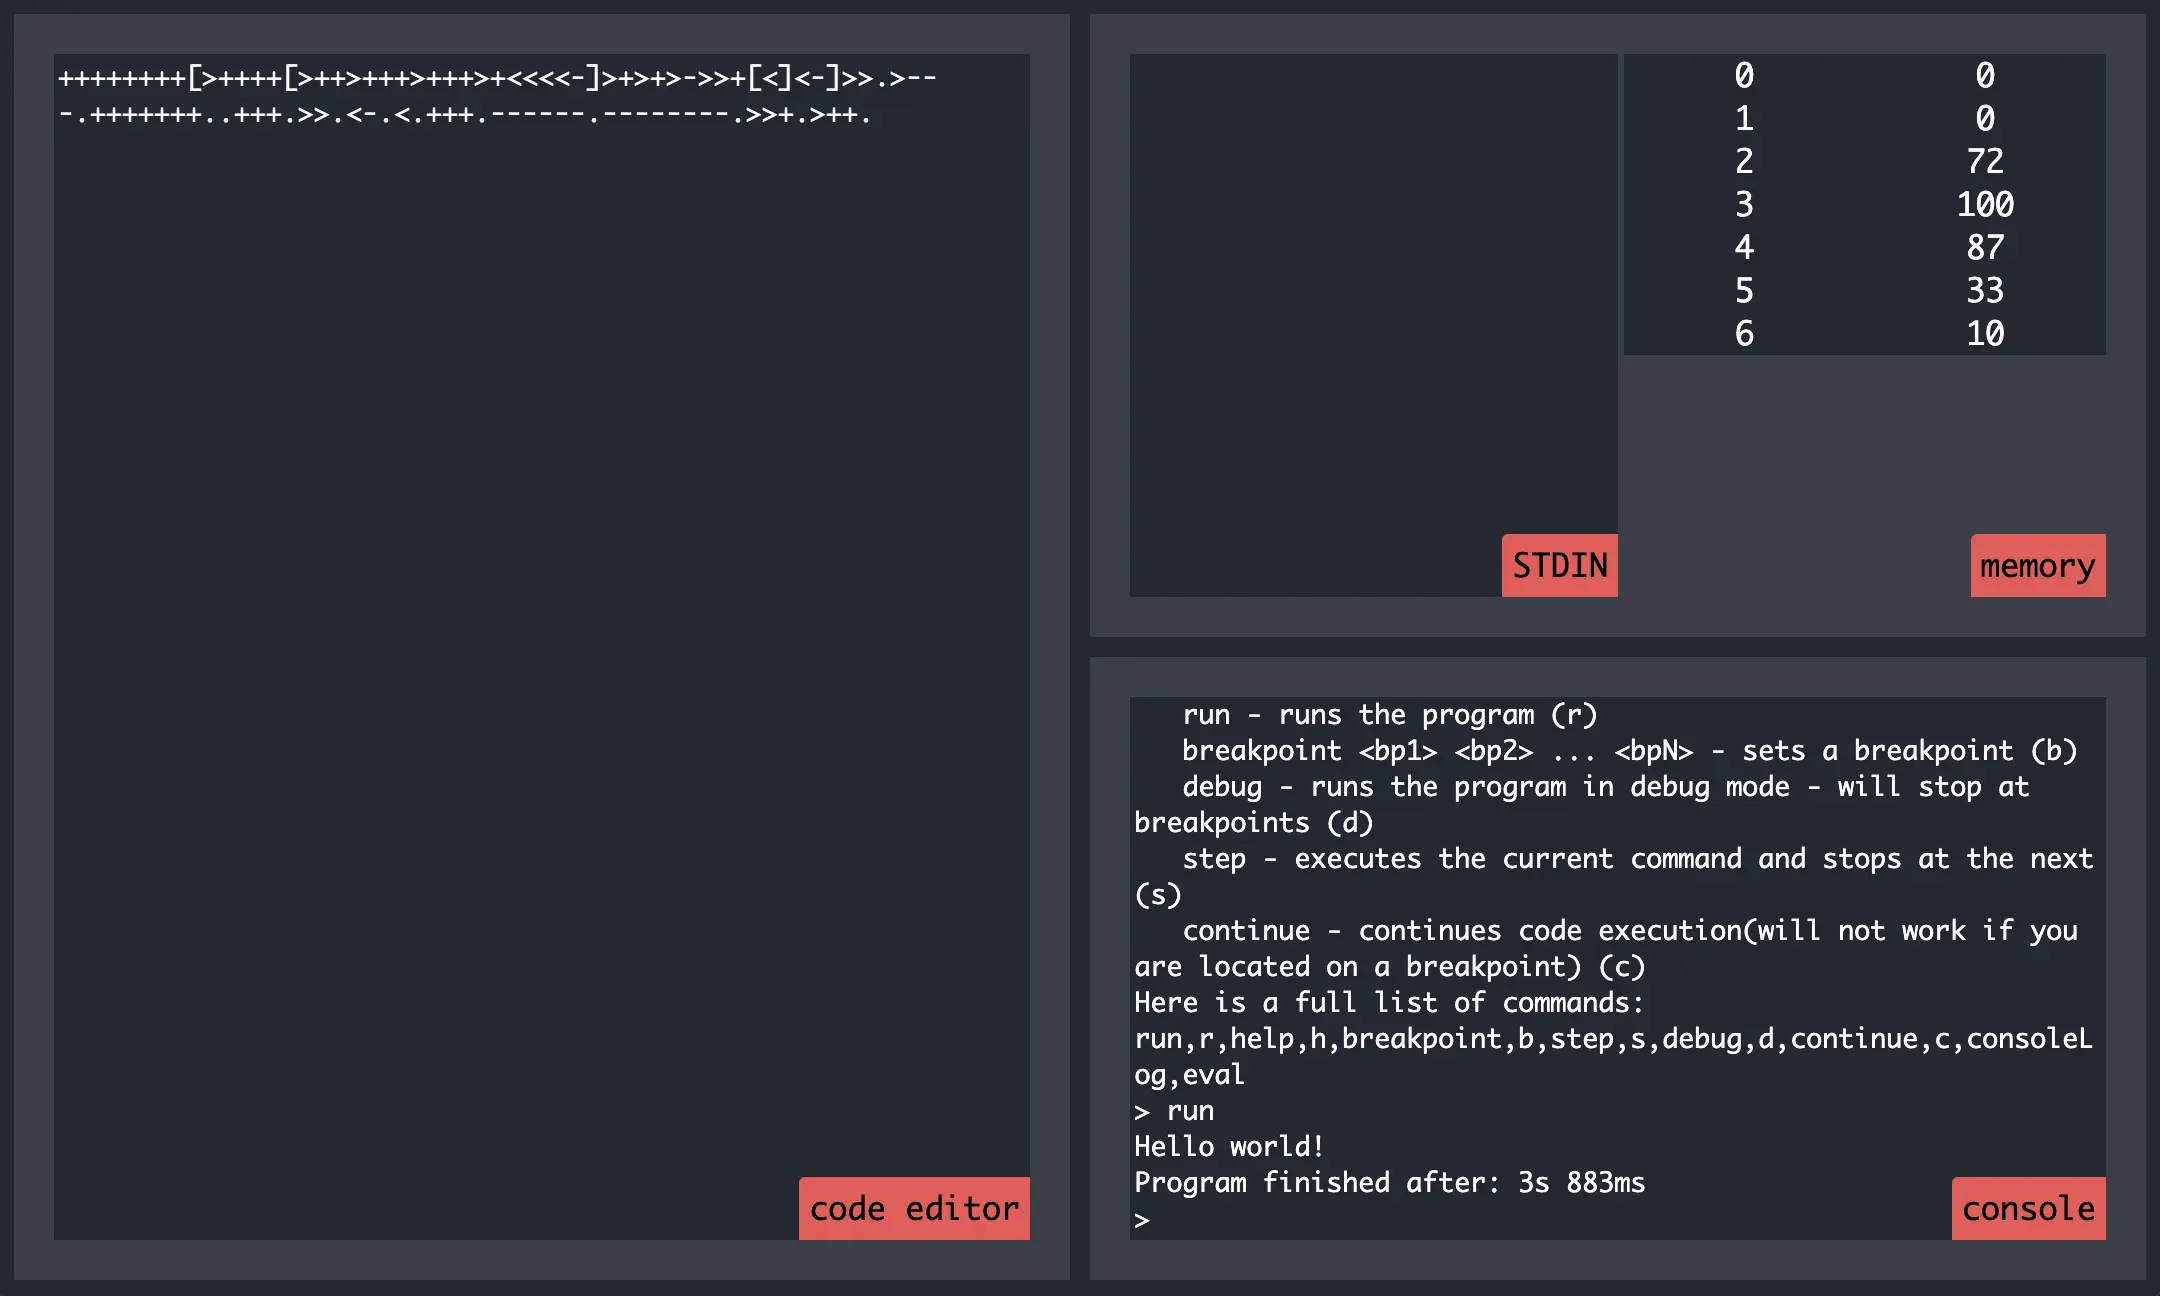 ++++++++[>++++[>++>+++>+++>+<<<<-]>+>+>->>+[<]<-]>>.>--
-.+++++++..+++.>>.<-.<.+++.------.--------.>>+.>++.
code editor
STDIN
0 0
1 0
2 72
3 100
4 87
5 33
6 10
memory
run - runs the program (r)
breakpoint <bp1> <bp2> ... <bpN> - sets a breakpoint (b)
debug - runs the program in debug mode - will stop at
breakpoints (d)
step - executes the current command and stops at the next
(s)
continue - continues code execution(will not work if you
are located on a breakpoint) (c)
Here is a full list of commands:
run,r,help,h,breakpoint,b,step,s,debug,d,continue,c,consoleL
og,eval
> run
Hello world!
Program finished after: 3s 883ms
>
console